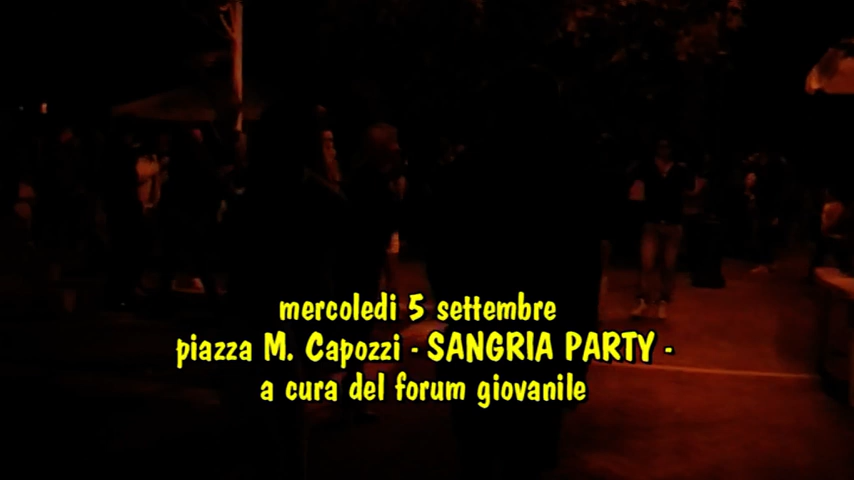 mercoledi 5 settembre
piazza M. Capozzi - SANGRIA PARTY -
a cura del forum giovanile